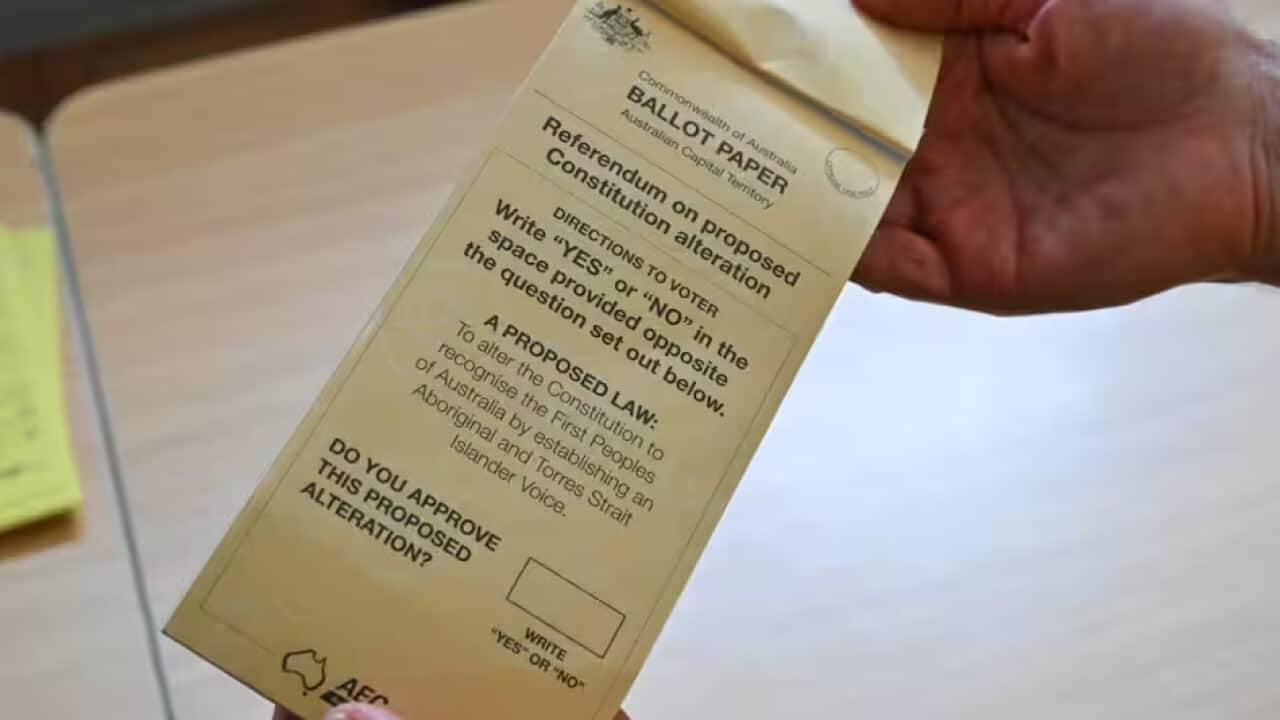 Commonwealth of Australia
BALLOT PAPER
Australian Capital Territory
Referendum on proposed
Constitution alteration
DIRECTIONS TO VOTER
Write “YES” or “NO” in the
space provided opposite
the question set out below.
A PROPOSED LAW:
To alter the Constitution to
recognise the First Peoples
of Australia by establishing an
Aboriginal and Torres Strait
Islander Voice.
DO YOU APPROVE
THIS PROPOSED
ALTERATION?
WRITE
“YES” OR “NO”
AEC